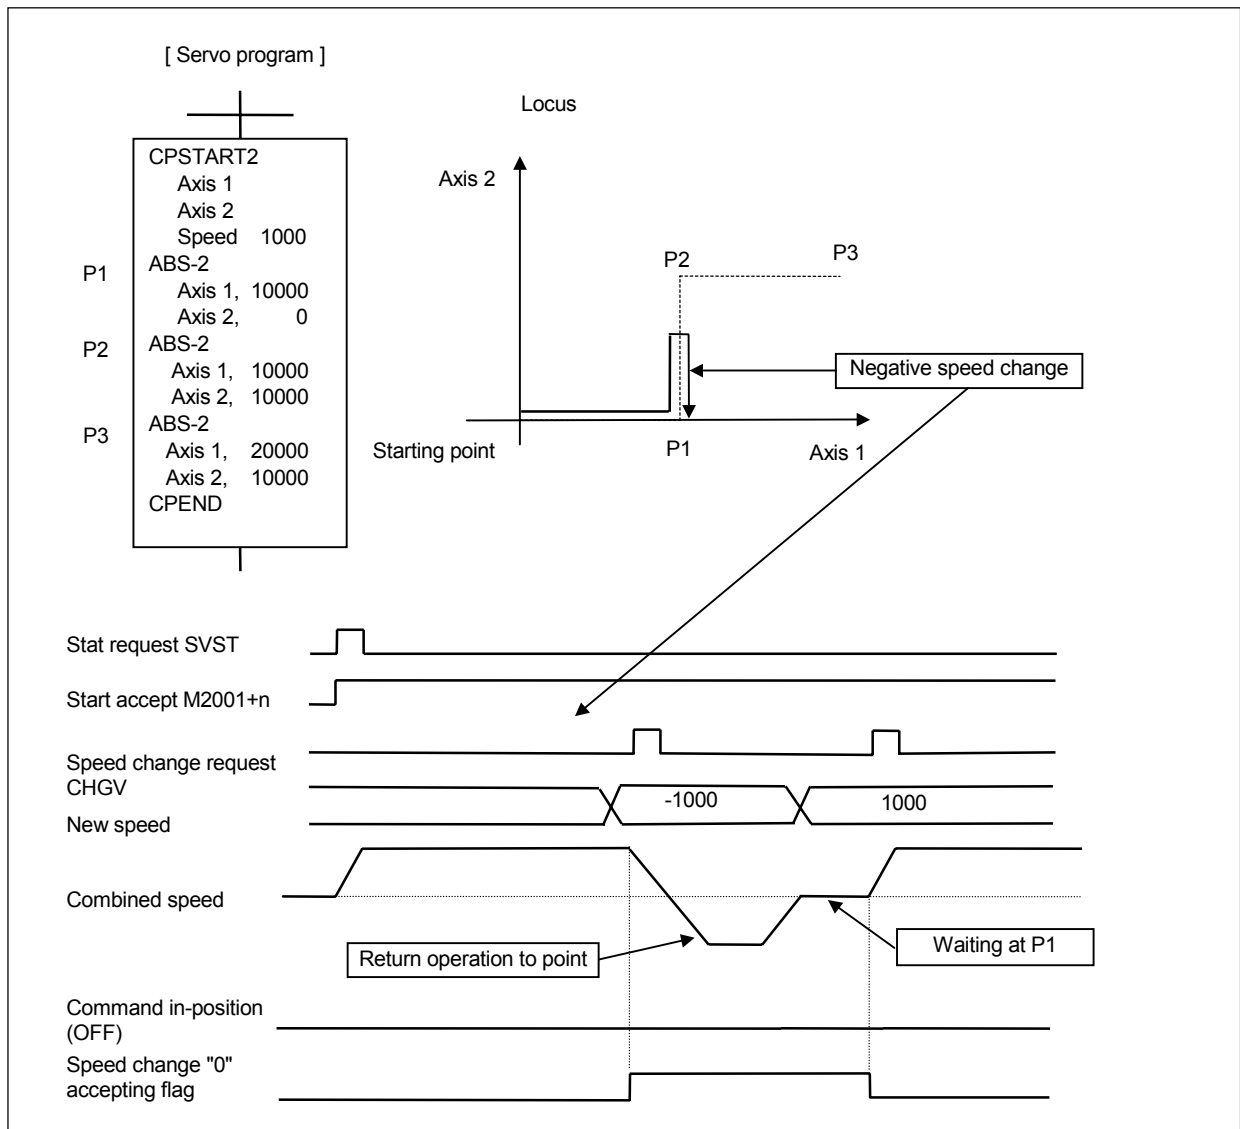 [ Servo program ]
CPSTART2
Axis 1
Axis 2
Speed 1000
P1 ABS-2
Axis 1, 10000
Axis 2, 0
P2 ABS-2
Axis 1, 10000
Axis 2, 10000
P3 ABS-2
Axis 1, 20000
Axis 2, 10000
CPEND
Locus
Axis 2
P2
P3
Negative speed change
Starting point
P1
Axis 1
Stat request SVST
Start accept M2001+n
Speed change request
CHGV
-1000
1000
New speed
Combined speed
Return operation to point
Waiting at P1
Command in-position
(OFF)
Speed change "0"
accepting flag